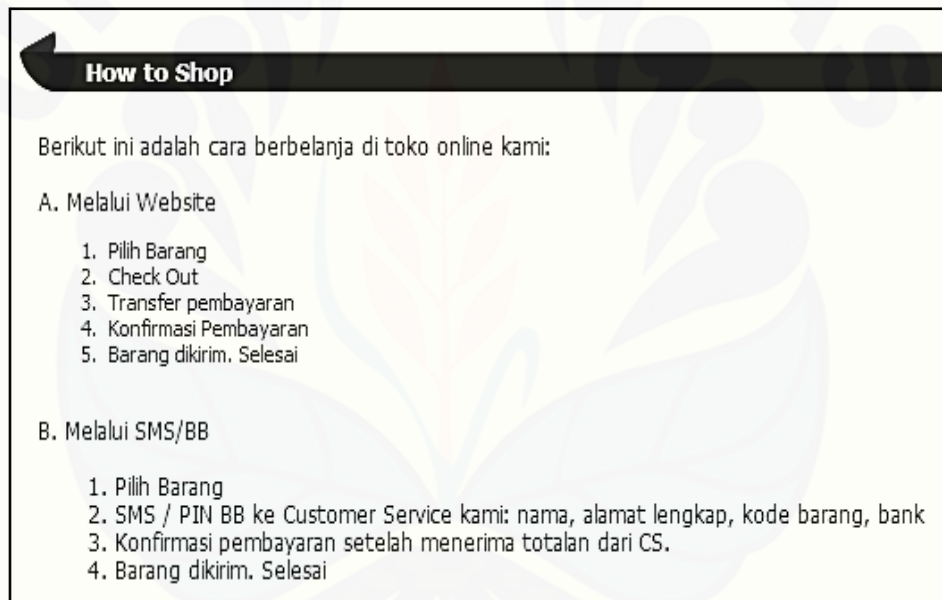 How to Shop
Berikut ini adalah cara berbelanja di toko online kami:
A. Melalui Website
1. Pilih Barang
2. Check Out
3. Transfer pembayaran
4. Konfirmasi Pembayaran
5. Barang dikirim. Selesai
B. Melalui SMS/BB
1. Pilih Barang
2. SMS / PIN BB ke Customer Service kami: nama, alamat lengkap, kode barang, bank
3. Konfirmasi pembayaran setelah menerima totalan dari CS.
4. Barang dikirim. Selesai